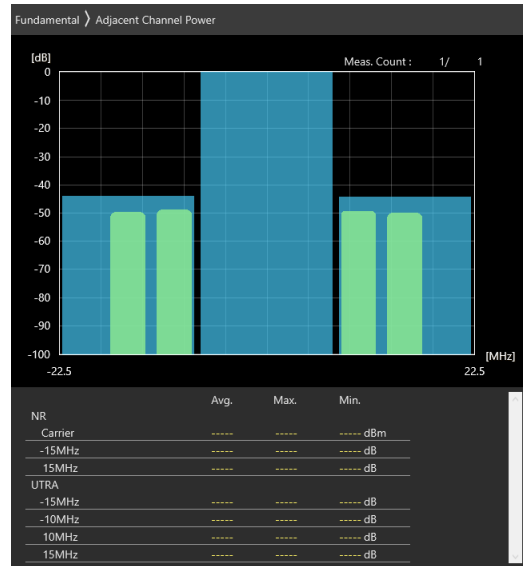 Fundamental ⟩ Adjacent Channel Power
[dB]
Meas. Count : 1/ 1
0
-10
-20
-30
-40
-50
-60
-70
-80
-90
-100
[MHz]
-22.5 22.5
Avg. Max. Min.
NR
Carrier ----- ----- ----- dBm
-15MHz ----- ----- ----- dB
15MHz ----- ----- ----- dB
UTRA
-15MHz ----- ----- ----- dB
-10MHz ----- ----- ----- dB
10MHz ----- ----- ----- dB
15MHz ----- ----- ----- dB